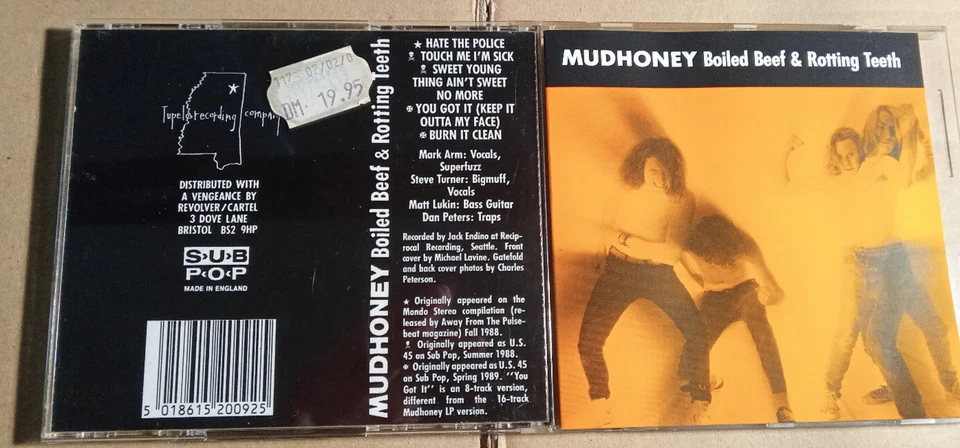 Tupelo recording compan
DM 19.95
DISTRIBUTED WITH
A VENGEANCE BY
REVOLVER/CARTEL
3 DOVE LANE
BRISTOL BS2 9HP
SUB
POP
MADE IN ENGLAND
5 018615 200925
MUDHONEY Boiled Beef & Rotting Teeth
★ HATE THE POLICE
TOUCH ME I'M SICK
SWEET YOUNG
THING AIN'T SWEET
NO MORE
YOU GOT IT (KEEP IT
OUTTA MY FACE)
BURN IT CLEAN
Mark Arm: Vocals,
Superfuzz
Steve Turner: Bigmuff,
Vocals
Matt Lukin: Bass Guitar
Dan Peters: Traps
Recorded by Jack Endino at Recip-
rocal Recording, Seattle. Front
cover by Michael Lavine. Gatefold
and back cover photos by Charles
Peterson.
★ Originally appeared on the
Mondo Stereo compilation (re-
leased by Away From The Pulse-
beat magazine) Fall 1988.
Originally appeared as U.S.
45 on Sub Pop, Summer 1988.
Originally appeared as U.S. 45
on Sub Pop, Spring 1989. "You
Got It" is an 8-track version,
different from the 16-track
Mudhoney LP version.
MUDHONEY Boiled Beef & Rotting Teeth